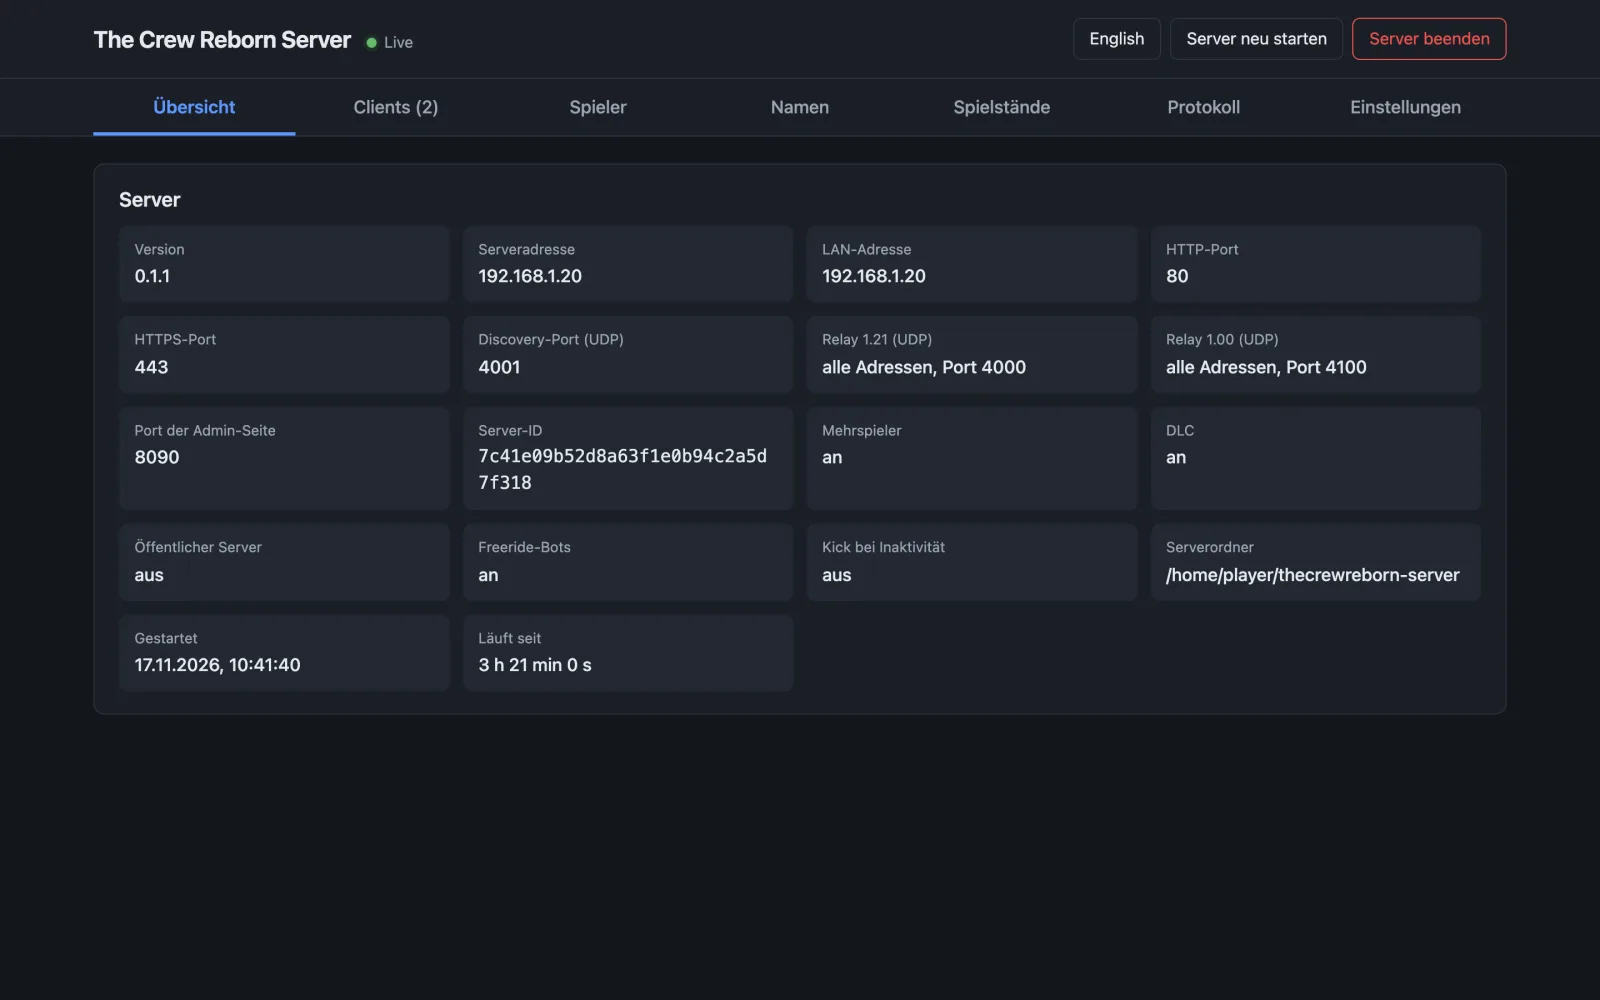 The Crew Reborn Server
Live
English
Server neu starten
Server beenden
Übersicht
Clients (2)
Spieler
Namen
Spielstände
Protokoll
Einstellungen
Server
Version
0.1.1
Serveradresse
192.168.1.20
LAN-Adresse
192.168.1.20
HTTP-Port
80
HTTPS-Port
443
Discovery-Port (UDP)
4001
Relay 1.21 (UDP)
alle Adressen, Port 4000
Relay 1.00 (UDP)
alle Adressen, Port 4100
Port der Admin-Seite
8090
Server-ID
7c41e09b52d8a63f1e0b94c2a5d
7f318
Mehrspieler
an
DLC
an
Öffentlicher Server
aus
Freeride-Bots
an
Kick bei Inaktivität
aus
Serverordner
/home/player/thecrewreborn-server
Gestartet
17.11.2026, 10:41:40
Läuft seit
3 h 21 min 0 s